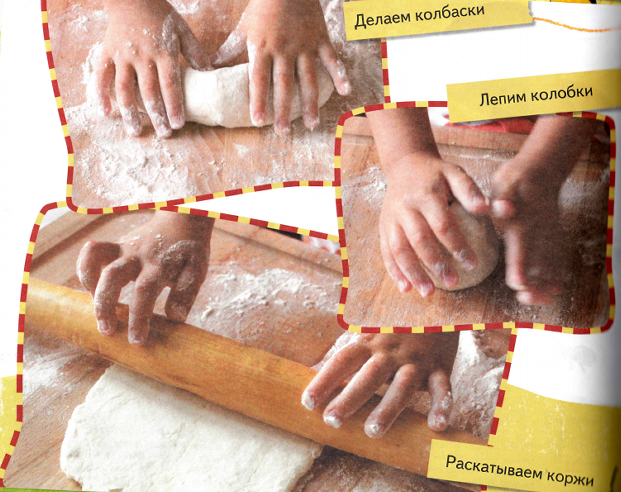 Делаем колбаски
Лепим колобки
Раскатываем коржи